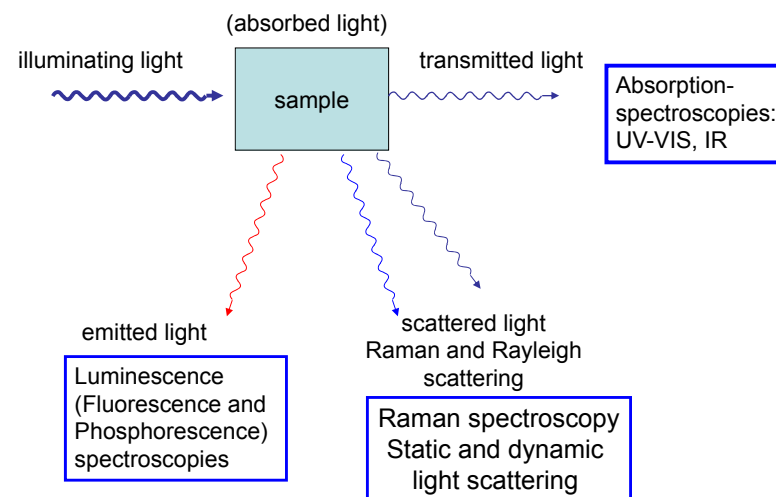 (absorbed light)
illuminating light
transmitted light
sample
Absorption-
spectroscopies:
UV-VIS, IR
emitted light
Luminescence
(Fluorescence and
Phosphorescence)
spectroscopies
scattered light
Raman and Rayleigh
scattering
Raman spectroscopy
Static and dynamic
light scattering